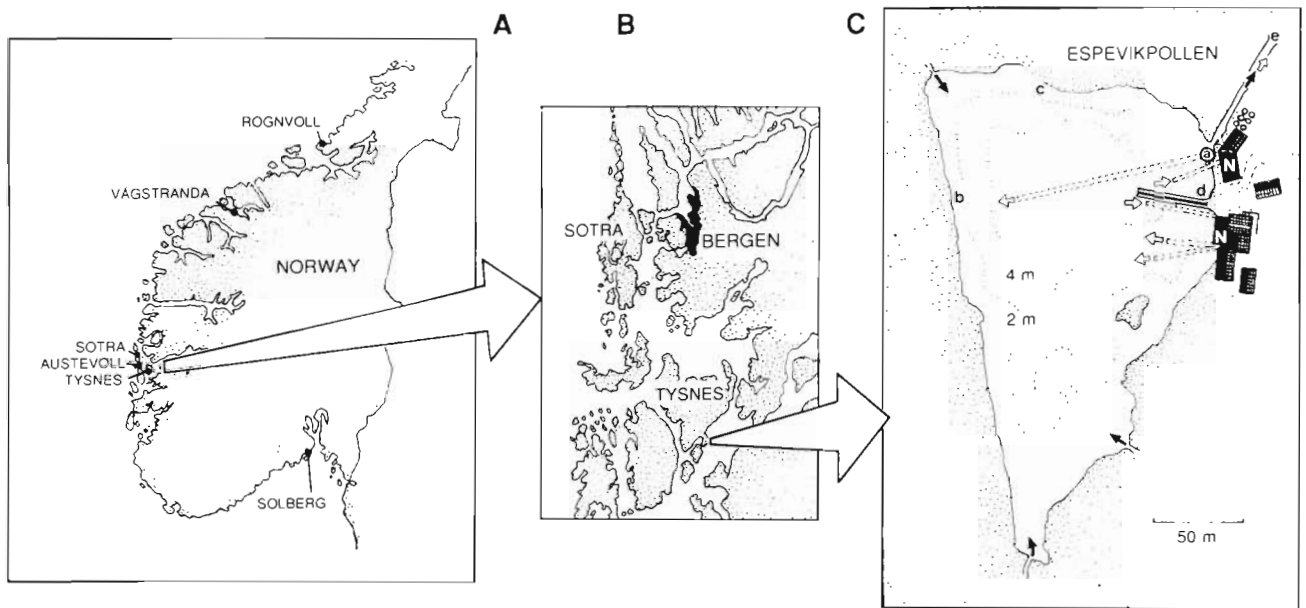 A
B
C
ROGNVOLL
VÅGSTRANDA
NORWAY
SOTRA
AUSTEVOLL
TYSNES
SOLBERG
SOTRA
BERGEN
TYSNES
ESPEVIKPOLLEN
e
c
a
N
b
d
N
4 m
2 m
50 m